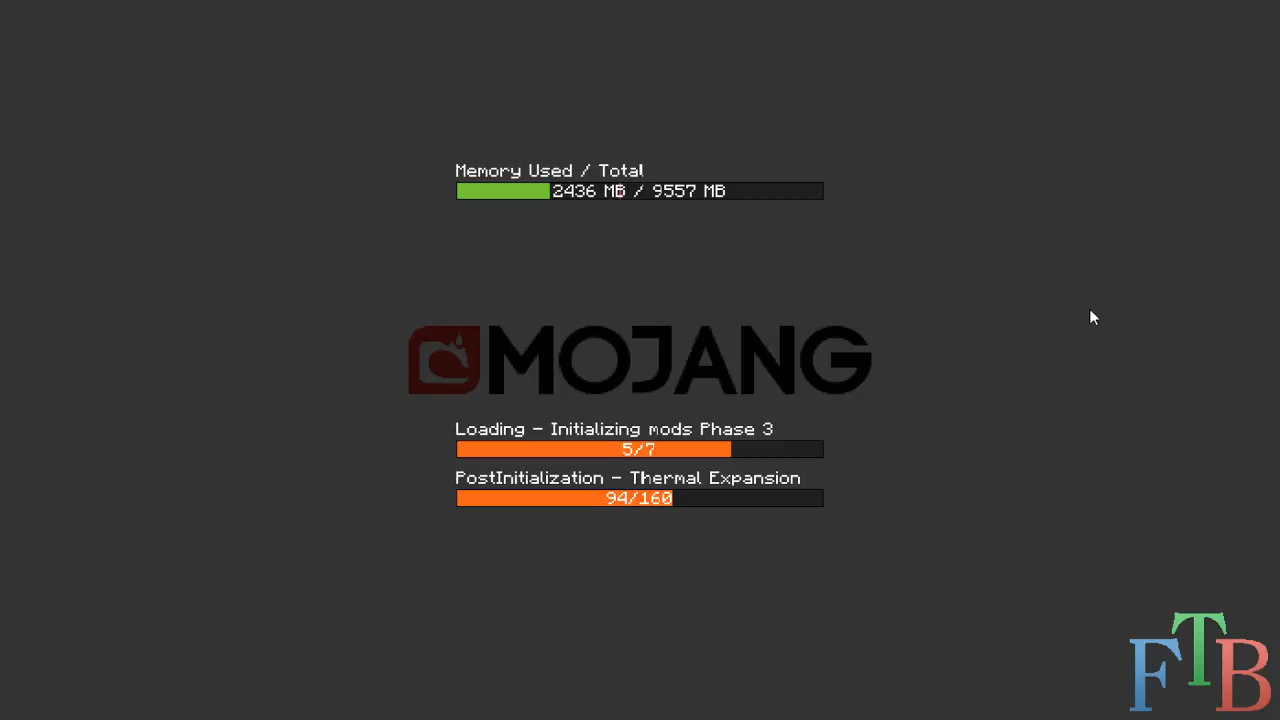 Memory Used / Total
2436 MB / 9557 MB
MOJANG
Loading - Initializing mods Phase 3
5/7
PostInitialization - Thermal Expansion
94/160
FTB